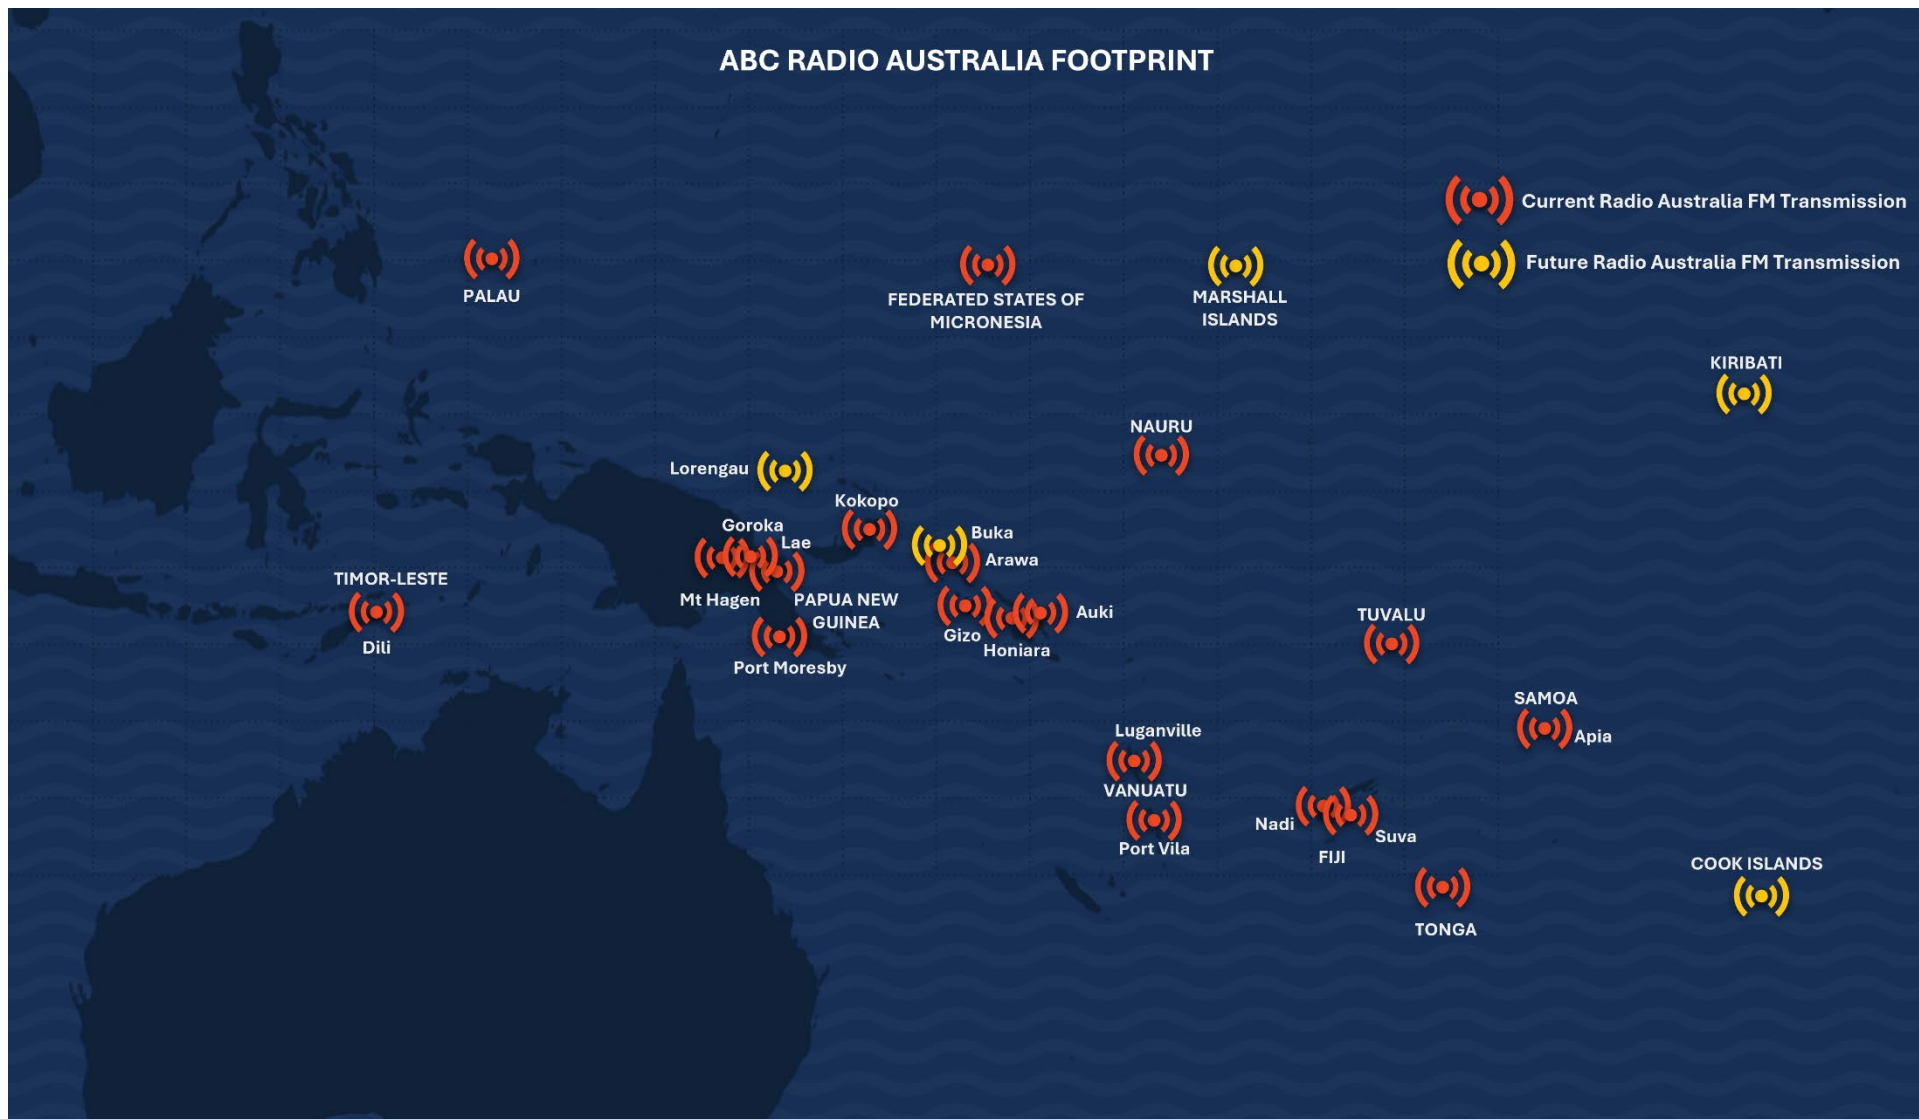 ABC RADIO AUSTRALIA FOOTPRINT
Current Radio Australia FM Transmission
Future Radio Australia FM Transmission
PALAU
FEDERATED STATES OF
MICRONESIA
MARSHALL
ISLANDS
KIRIBATI
NAURU
Lorengau
Kokopo
Goroka
Lae
Buka
Arawa
Mt Hagen
PAPUA NEW
GUINEA
TIMOR-LESTE
Dili
Port Moresby
Gizo
Honiara
Auki
TUVALU
SAMOA
Apia
Luganville
VANUATU
Port Vila
Nadi
Suva
FIJI
TONGA
COOK ISLANDS